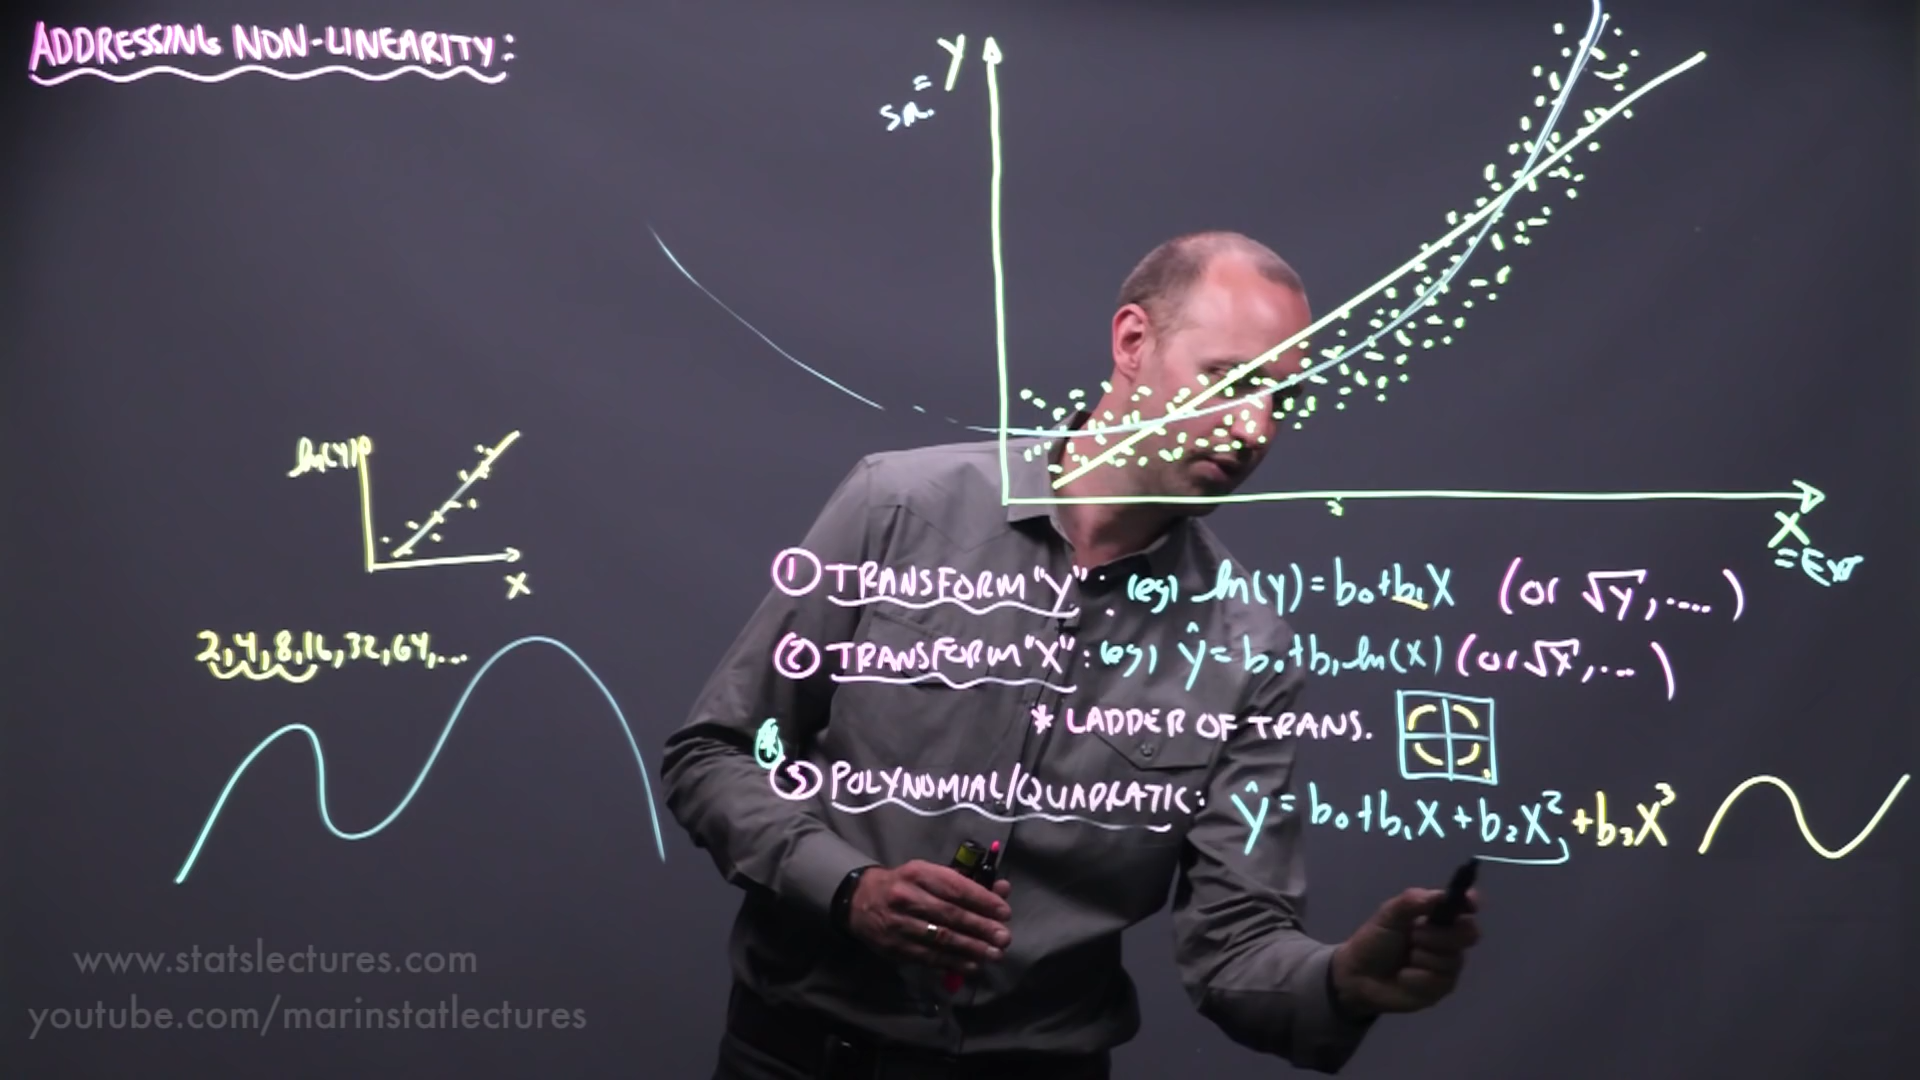 ADDRESSING NON-LINEARITY:
Y
=
X
ln(Y)
X
2, 4, 8, 16, 32, 64, ...
① TRANSFORM "Y": (eg) ln(y) = b₀+b₁X (or √y, ....)
② TRANSFORM "X": (eg) ŷ = b₀+b₁ln(X) (or √x, ...)
* LADDER OF TRANS.
* ③ POLYNOMIAL/QUADRATIC: ŷ = b₀+b₁X+b₂X²+b₃X³
www.statslectures.com
youtube.com/marinstatlectures